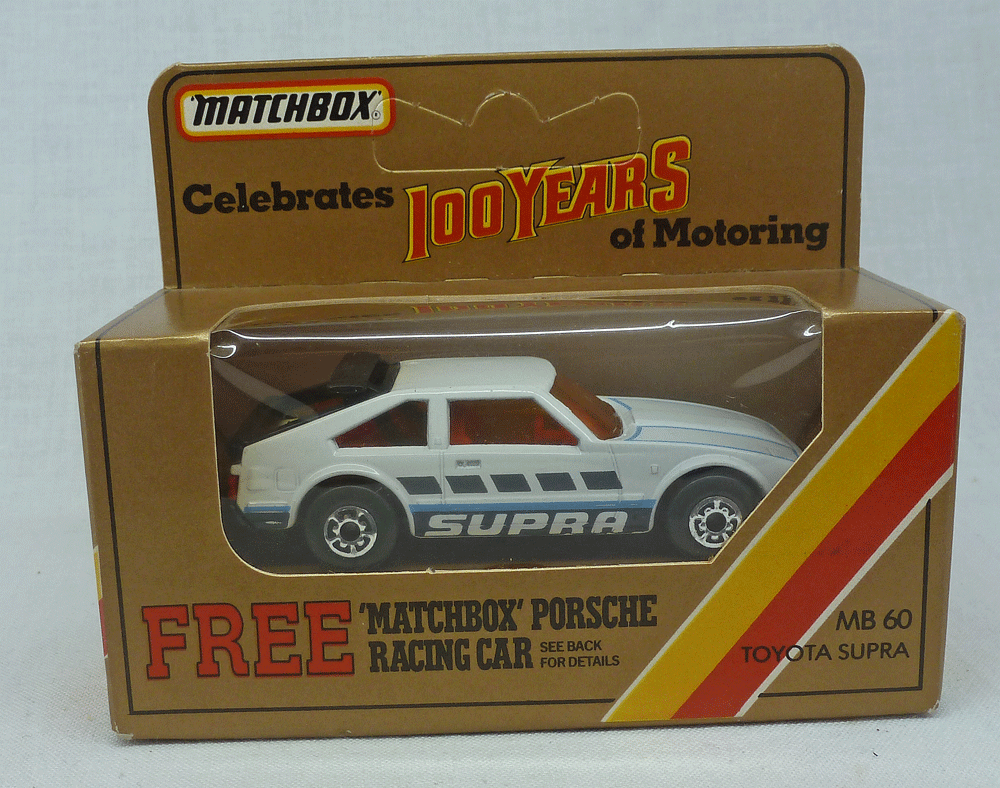 'MATCHBOX'
Celebrates 100 YEARS
of Motoring
SUPRA
FREE 'MATCHBOX' PORSCHE
RACING CAR SEE BACK
FOR DETAILS
MB 60
TOYOTA SUPRA